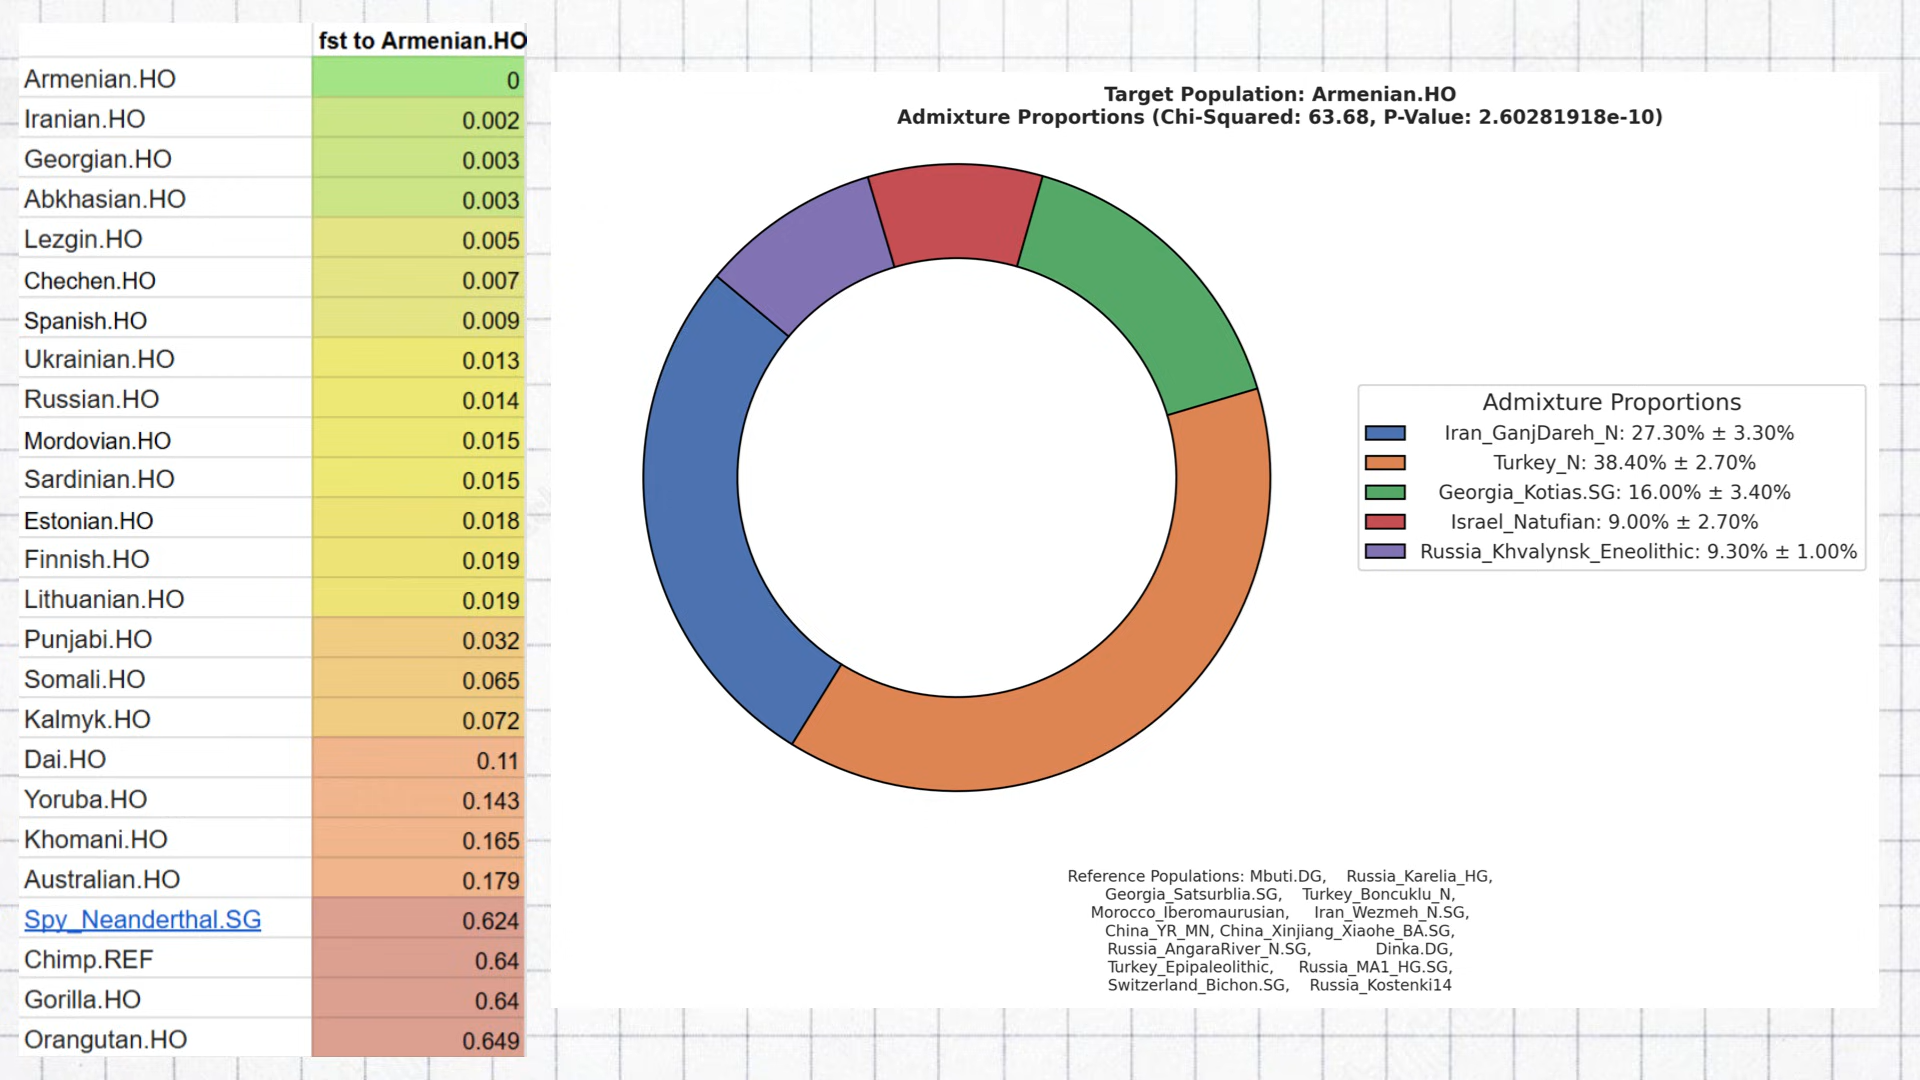 fst to Armenian.HO
Armenian.HO 0
Iranian.HO 0.002
Georgian.HO 0.003
Abkhasian.HO 0.003
Lezgin.HO 0.005
Chechen.HO 0.007
Spanish.HO 0.009
Ukrainian.HO 0.013
Russian.HO 0.014
Mordovian.HO 0.015
Sardinian.HO 0.015
Estonian.HO 0.018
Finnish.HO 0.019
Lithuanian.HO 0.019
Punjabi.HO 0.032
Somali.HO 0.065
Kalmyk.HO 0.072
Dai.HO 0.11
Yoruba.HO 0.143
Khomani.HO 0.165
Australian.HO 0.179
Spy_Neanderthal.SG 0.624
Chimp.REF 0.64
Gorilla.HO 0.64
Orangutan.HO 0.649
Target Population: Armenian.HO
Admixture Proportions (Chi-Squared: 63.68, P-Value: 2.60281918e-10)
Admixture Proportions
Iran_GanjDareh_N: 27.30% ± 3.30%
Turkey_N: 38.40% ± 2.70%
Georgia_Kotias.SG: 16.00% ± 3.40%
Israel_Natufian: 9.00% ± 2.70%
Russia_Khvalynsk_Eneolithic: 9.30% ± 1.00%
Reference Populations: Mbuti.DG, Russia_Karelia_HG,
Georgia_Satsurblia.SG, Turkey_Boncuklu_N,
Morocco_Iberomaurusian, Iran_Wezmeh_N.SG,
China_YR_MN, China_Xinjiang_Xiaohe_BA.SG,
Russia_AngaraRiver_N.SG, Dinka.DG,
Turkey_Epipaleolithic, Russia_MA1_HG.SG,
Switzerland_Bichon.SG, Russia_Kostenki14